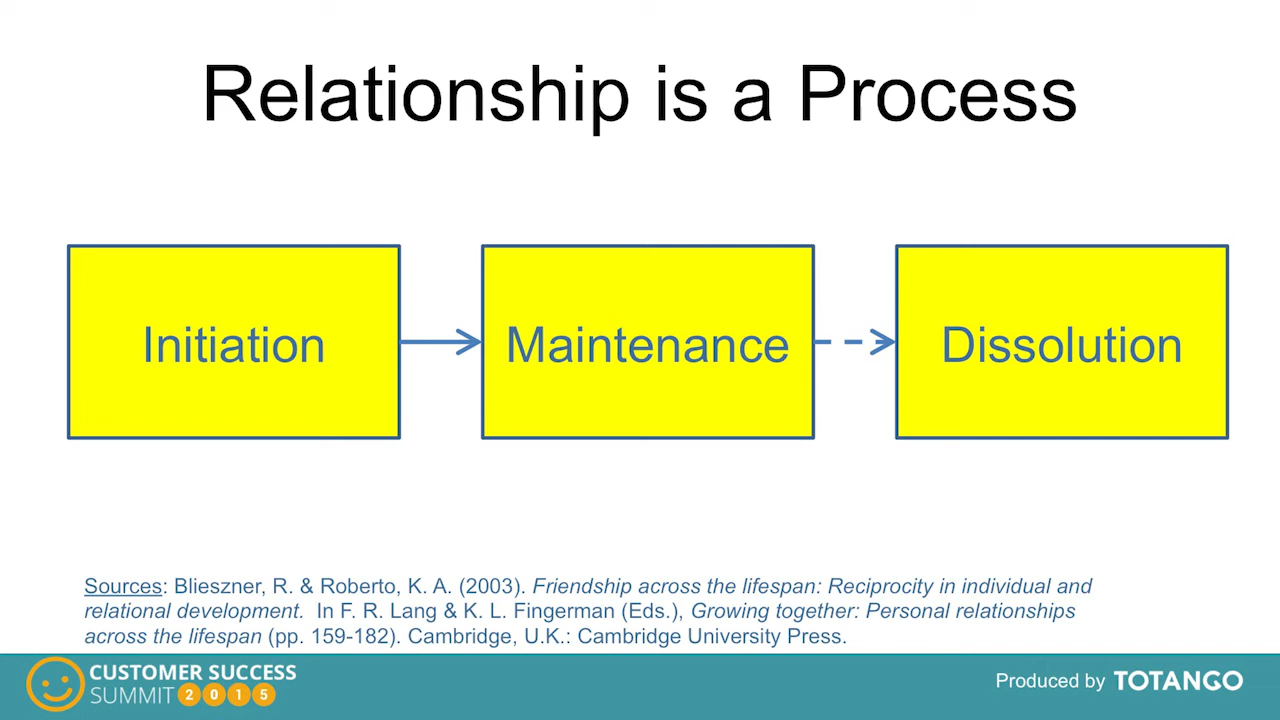 Relationship is a Process
Initiation
Maintenance
Dissolution
Sources: Blieszner, R. & Roberto, K. A. (2003). Friendship across the lifespan: Reciprocity in individual and
relational development. In F. R. Lang & K. L. Fingerman (Eds.), Growing together: Personal relationships
across the lifespan (pp. 159-182). Cambridge, U.K.: Cambridge University Press.
CUSTOMER SUCCESS
SUMMIT 2015
Produced by TOTANGO